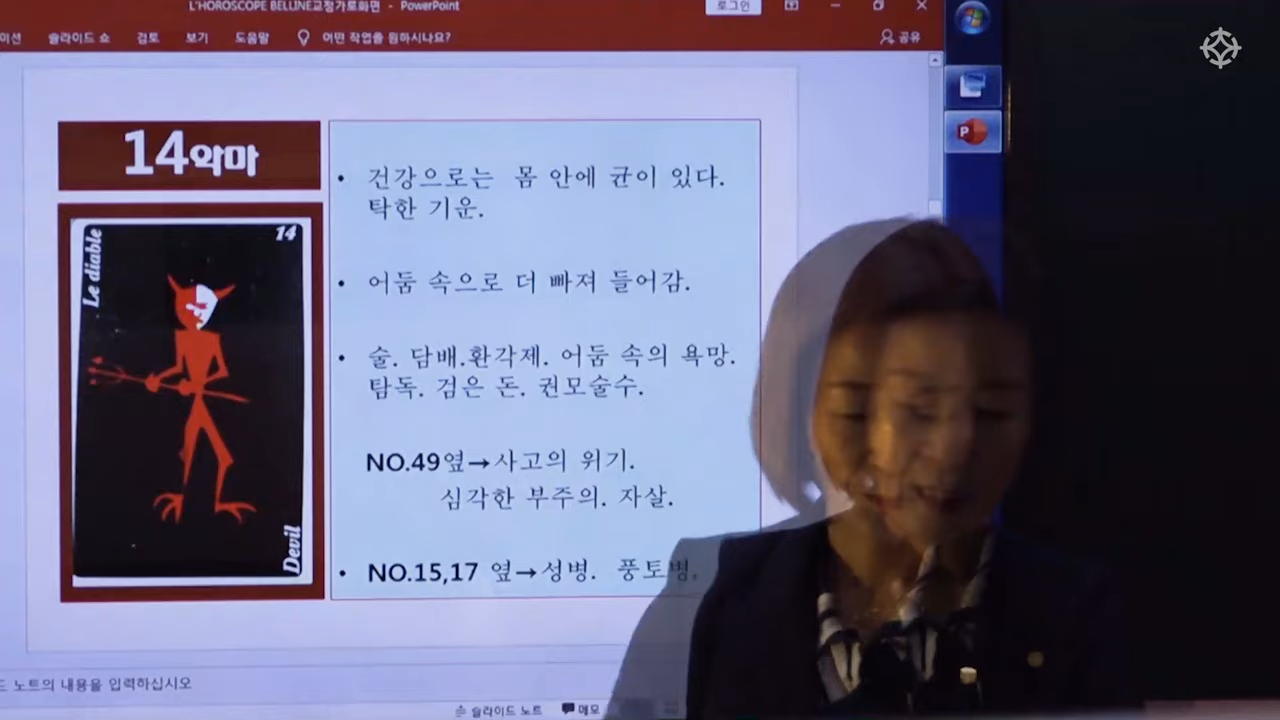 L'HOROSCOPE BELLINE교정가로화면 - PowerPoint
로그인
이션 슬라이드 쇼 검토 보기 도움말 어떤 작업을 원하시나요?
공유
14악마
Le diable
14
Devil
• 건강으로는 몸 안에 균이 있다.
탁한 기운.
• 어둠 속으로 더 빠져 들어감.
• 술. 담배.환각제. 어둠 속의 욕망.
탐독. 검은 돈. 권모술수.
NO.49옆→사고의 위기.
심각한 부주의. 자살.
• NO.15,17 옆→성병. 풍토병.
드 노트의 내용을 입력하십시오
슬라이드 노트 메모